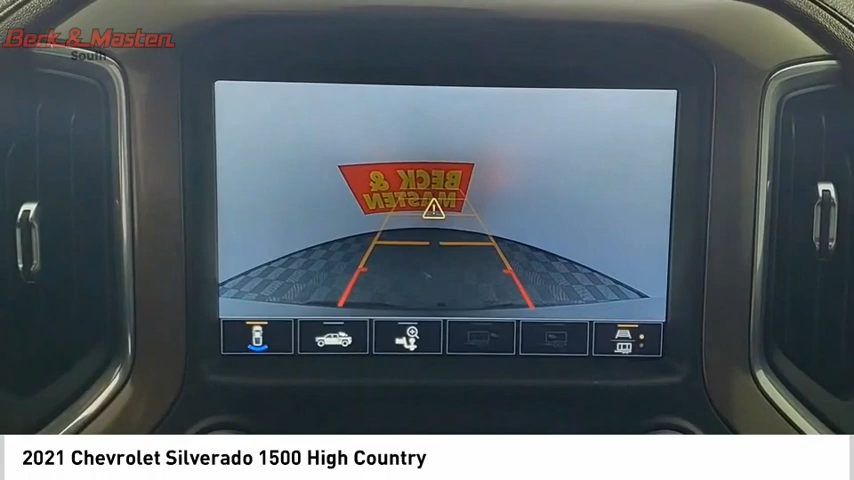 Beck & Masten
South
BECK &
MASTEN
2021 Chevrolet Silverado 1500 High Country